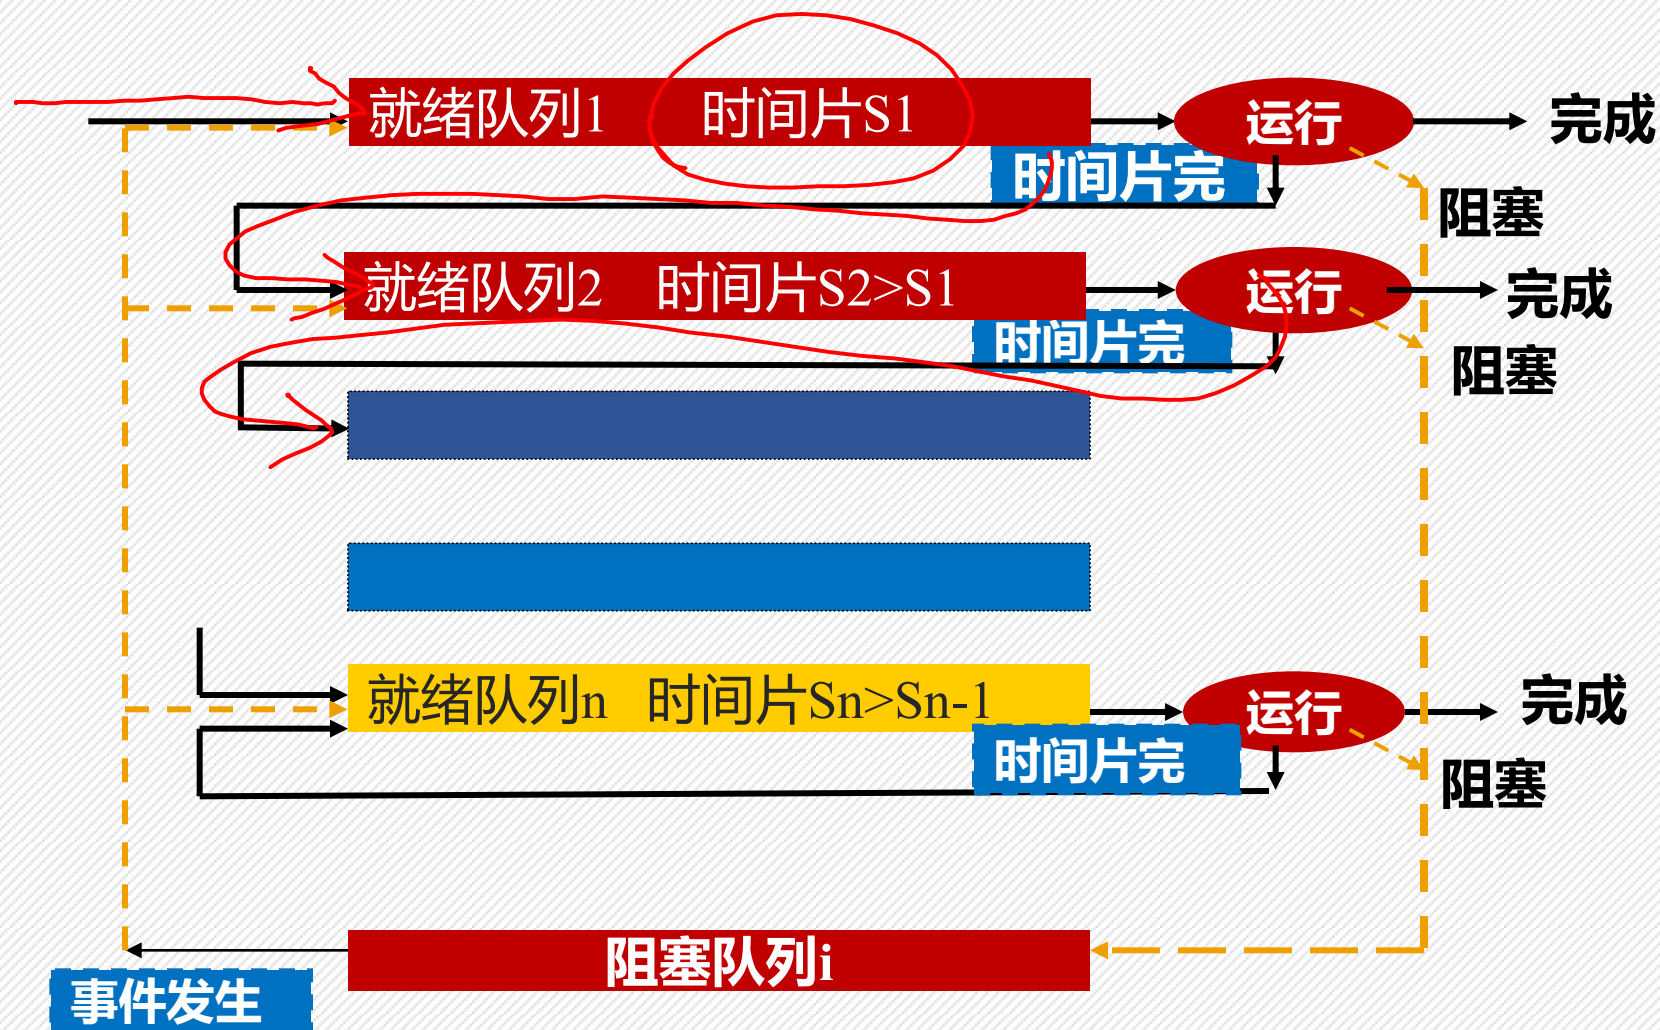 就绪队列1 时间片S1
运行
完成
时间片完
阻塞
就绪队列2 时间片S2>S1
运行
完成
时间片完
阻塞
就绪队列n 时间片Sn>Sn-1
运行
完成
时间片完
阻塞
阻塞队列i
事件发生